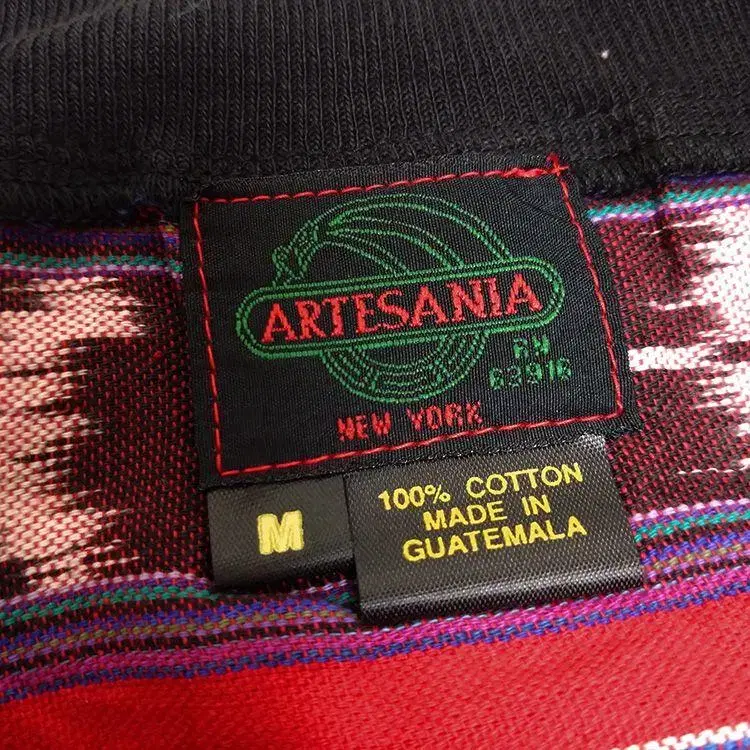 ARTESANIA
RN
63916
NEW YORK
M
100% COTTON
MADE IN
GUATEMALA